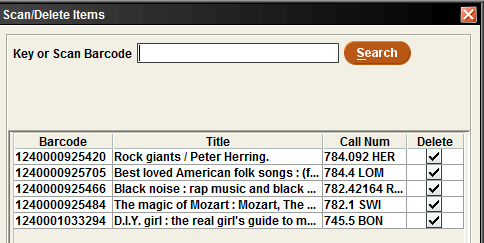 Scan/Delete Items
Key or Scan Barcode Search
Barcode Title Call Num Delete
1240000925420 Rock giants / Peter Herring. 784.092 HER
1240000925705 Best loved American folk songs : (f... 784.4 LOM
1240000925466 Black noise : rap music and black ... 782.42164 R...
1240000925484 The magic of Mozart : Mozart, The ... 782.1 SWI
1240001033294 D.I.Y. girl : the real girl's guide to m... 745.5 BON